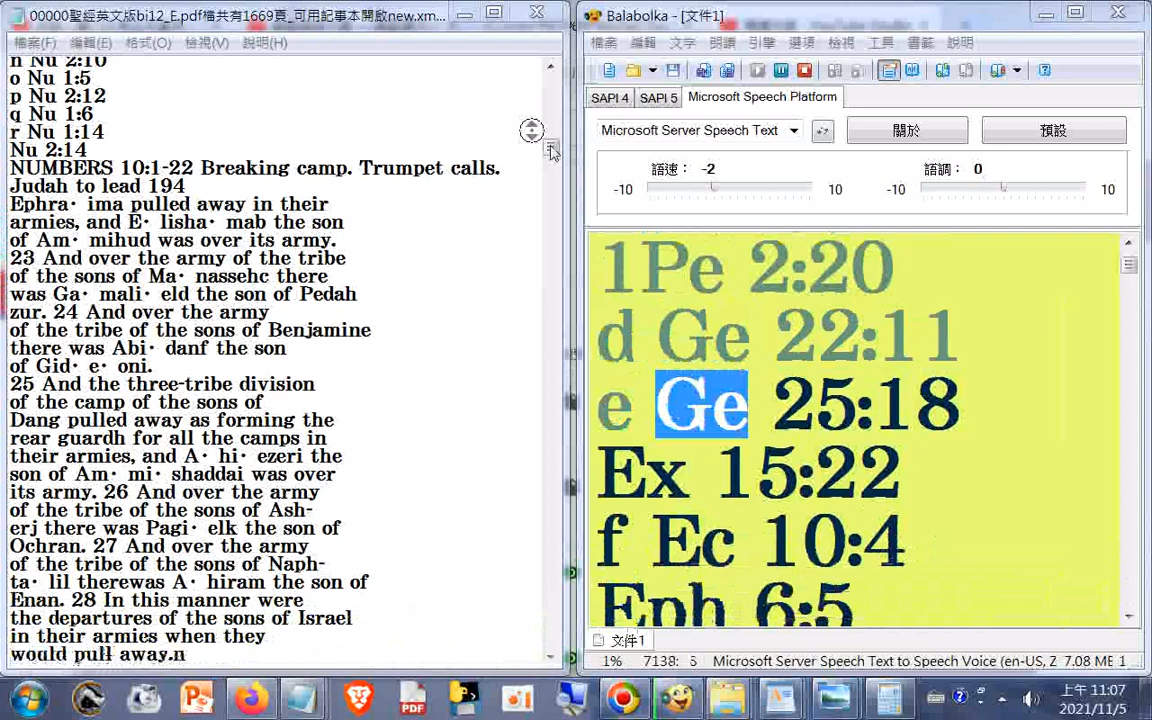 00000聖經英文版bi12_E.pdf檔共有1669頁_可用記事本開啟new.xm...
檔案(F) 編輯(E) 格式(O) 檢視(V) 說明(H)
n Nu 2:10
o Nu 1:5
p Nu 2:12
q Nu 1:6
r Nu 1:14
Nu 2:14
NUMBERS 10:1-22 Breaking camp. Trumpet calls.
Judah to lead 194
Ephra· ima pulled away in their
armies, and E· lisha· mab the son
of Am· mihud was over its army.
23 And over the army of the tribe
of the sons of Ma· nassehc there
was Ga· mali· eld the son of Pedah
zur. 24 And over the army
of the tribe of the sons of Benjamine
there was Abi· danf the son
of Gid· e· oni.
25 And the three-tribe division
of the camp of the sons of
Dang pulled away as forming the
rear guardh for all the camps in
their armies, and A· hi· ezeri the
son of Am· mi· shaddai was over
its army. 26 And over the army
of the tribe of the sons of Ash-
erj there was Pagi· elk the son of
Ochran. 27 And over the army
of the tribe of the sons of Naph-
ta· lil therewas A· hiram the son of
Enan. 28 In this manner were
the departures of the sons of Israel
in their armies when they
would pull away.n
Balabolka - [文件1]
檔案 編輯 文字 朗讀 引擎 選項 檢視 工具 書籤 說明
SAPI 4 SAPI 5 Microsoft Speech Platform
Microsoft Server Speech Text 關於 預設
語速: -2 語調: 0
-10 10 -10 10
1Pe 2:20
d Ge 22:11
e Ge 25:18
Ex 15:22
f Ec 10:4
Eph 6:5
文件1
1% 7138: 6 Microsoft Server Speech Text to Speech Voice (en-US, Z 7.08 MB 1
PDF
上午 11:07
2021/11/5